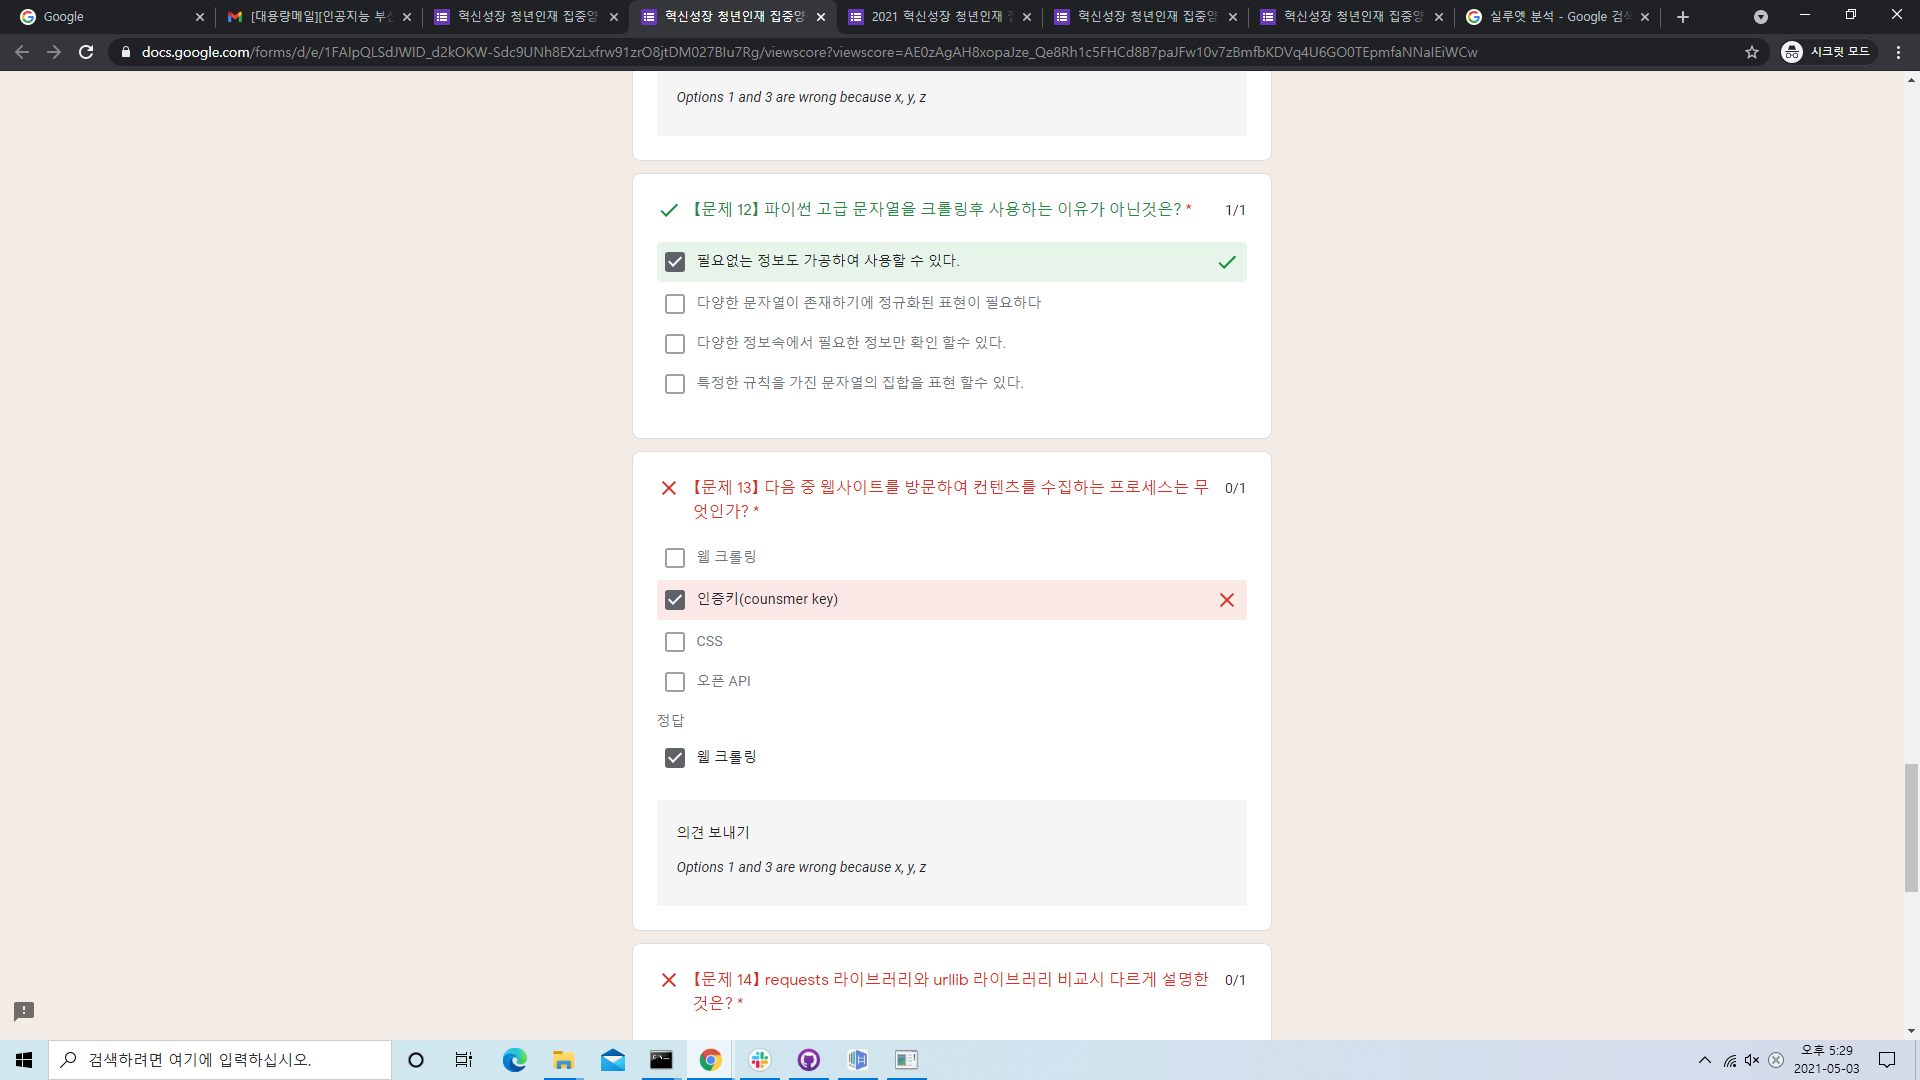 Google
[대용량메일][인공지능 부산
혁신성장 청년인재 집중양
혁신성장 청년인재 집중양
2021 혁신성장 청년인재 집
혁신성장 청년인재 집중양
혁신성장 청년인재 집중양
실루엣 분석 - Google 검색
docs.google.com/forms/d/e/1FAIpQLSdJWID_d2kOKW-Sdc9UNh8EXzLxfrw91zrO8jtDM027BIu7Rg/viewscore?viewscore=AE0zAgAH8xopaJze_Qe8Rh1c5FHCd8B7paJFw10v7zBmfbKDVq4U6GO0TEpmfaNNaIEiWCw
시크릿 모드
Options 1 and 3 are wrong because x, y, z
【문제 12】 파이썬 고급 문자열을 크롤링후 사용하는 이유가 아닌것은? *
1/1
필요없는 정보도 가공하여 사용할 수 있다.
다양한 문자열이 존재하기에 정규화된 표현이 필요하다
다양한 정보속에서 필요한 정보만 확인 할수 있다.
특정한 규칙을 가진 문자열의 집합을 표현 할수 있다.
【문제 13】 다음 중 웹사이트를 방문하여 컨텐츠를 수집하는 프로세스는 무
엇인가? *
0/1
웹 크롤링
인증키(counsmer key)
CSS
오픈 API
정답
웹 크롤링
의견 보내기
Options 1 and 3 are wrong because x, y, z
【문제 14】 requests 라이브러리와 urllib 라이브러리 비교시 다르게 설명한
것은? *
0/1
검색하려면 여기에 입력하십시오.
오후 5:29
2021-05-03